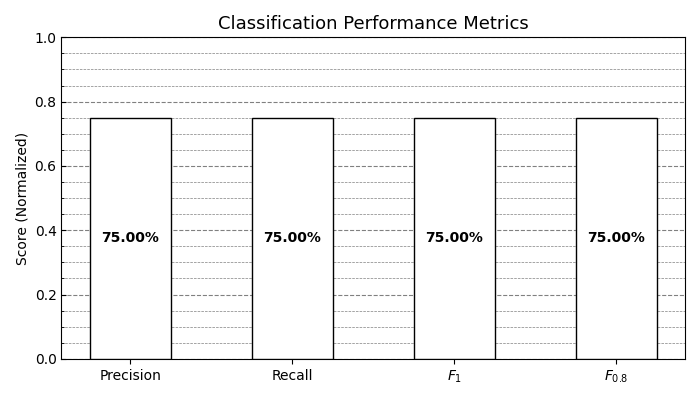 Classification Performance Metrics
Score (Normalized)
1.0
0.8
0.6
0.4
0.2
0.0
75.00% 75.00% 75.00% 75.00%
Precision Recall F₁ F₀.₈